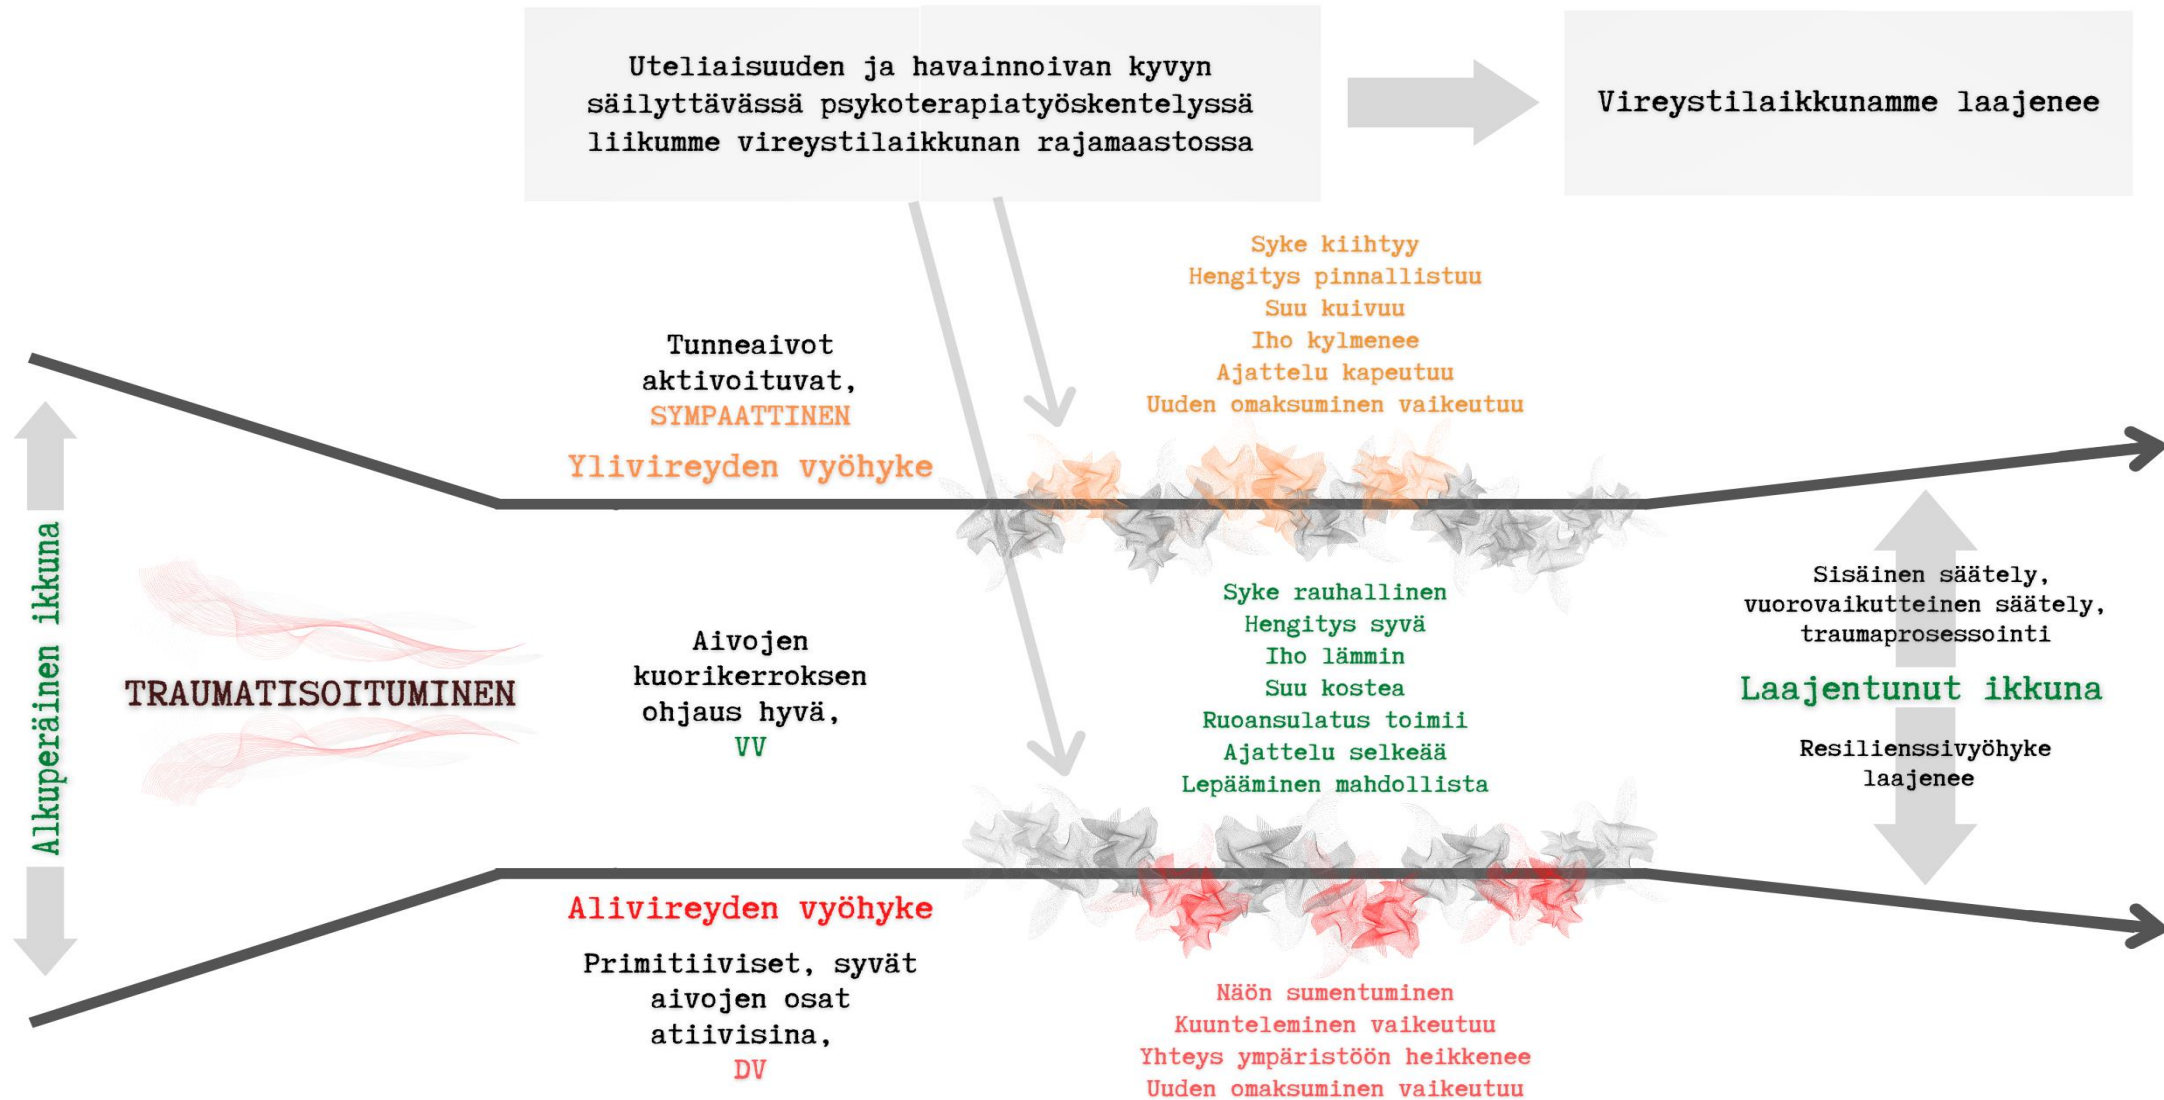 Uteliaisuuden ja havainnoivan kyvyn
säilyttävässä psykoterapiatyöskentelyssä
liikumme vireystilaikkunan rajamaastossa
Vireystilaikkunamme laajenee
Syke kiihtyy
Hengitys pinnallistuu
Suu kuivuu
Iho kylmenee
Ajattelu kapeutuu
Uuden omaksuminen vaikeutuu
Tunneaivot
aktivoituvat,
SYMPAATTINEN
Ylivireyden vyöhyke
Alkuperäinen ikkuna
TRAUMATISOITUMINEN
Aivojen
kuorikerroksen
ohjaus hyvä,
VV
Syke rauhallinen
Hengitys syvä
Iho lämmin
Suu kostea
Ruoansulatus toimii
Ajattelu selkeää
Lepääminen mahdollista
Sisäinen säätely,
vuorovaikutteinen säätely,
traumaprosessointi
Laajentunut ikkuna
Resilienssivyöhyke
laajenee
Alivireyden vyöhyke
Primitiiviset, syvät
aivojen osat
atiivisina,
DV
Näön sumentuminen
Kuunteleminen vaikeutuu
Yhteys ympäristöön heikkenee
Uuden omaksuminen vaikeutuu